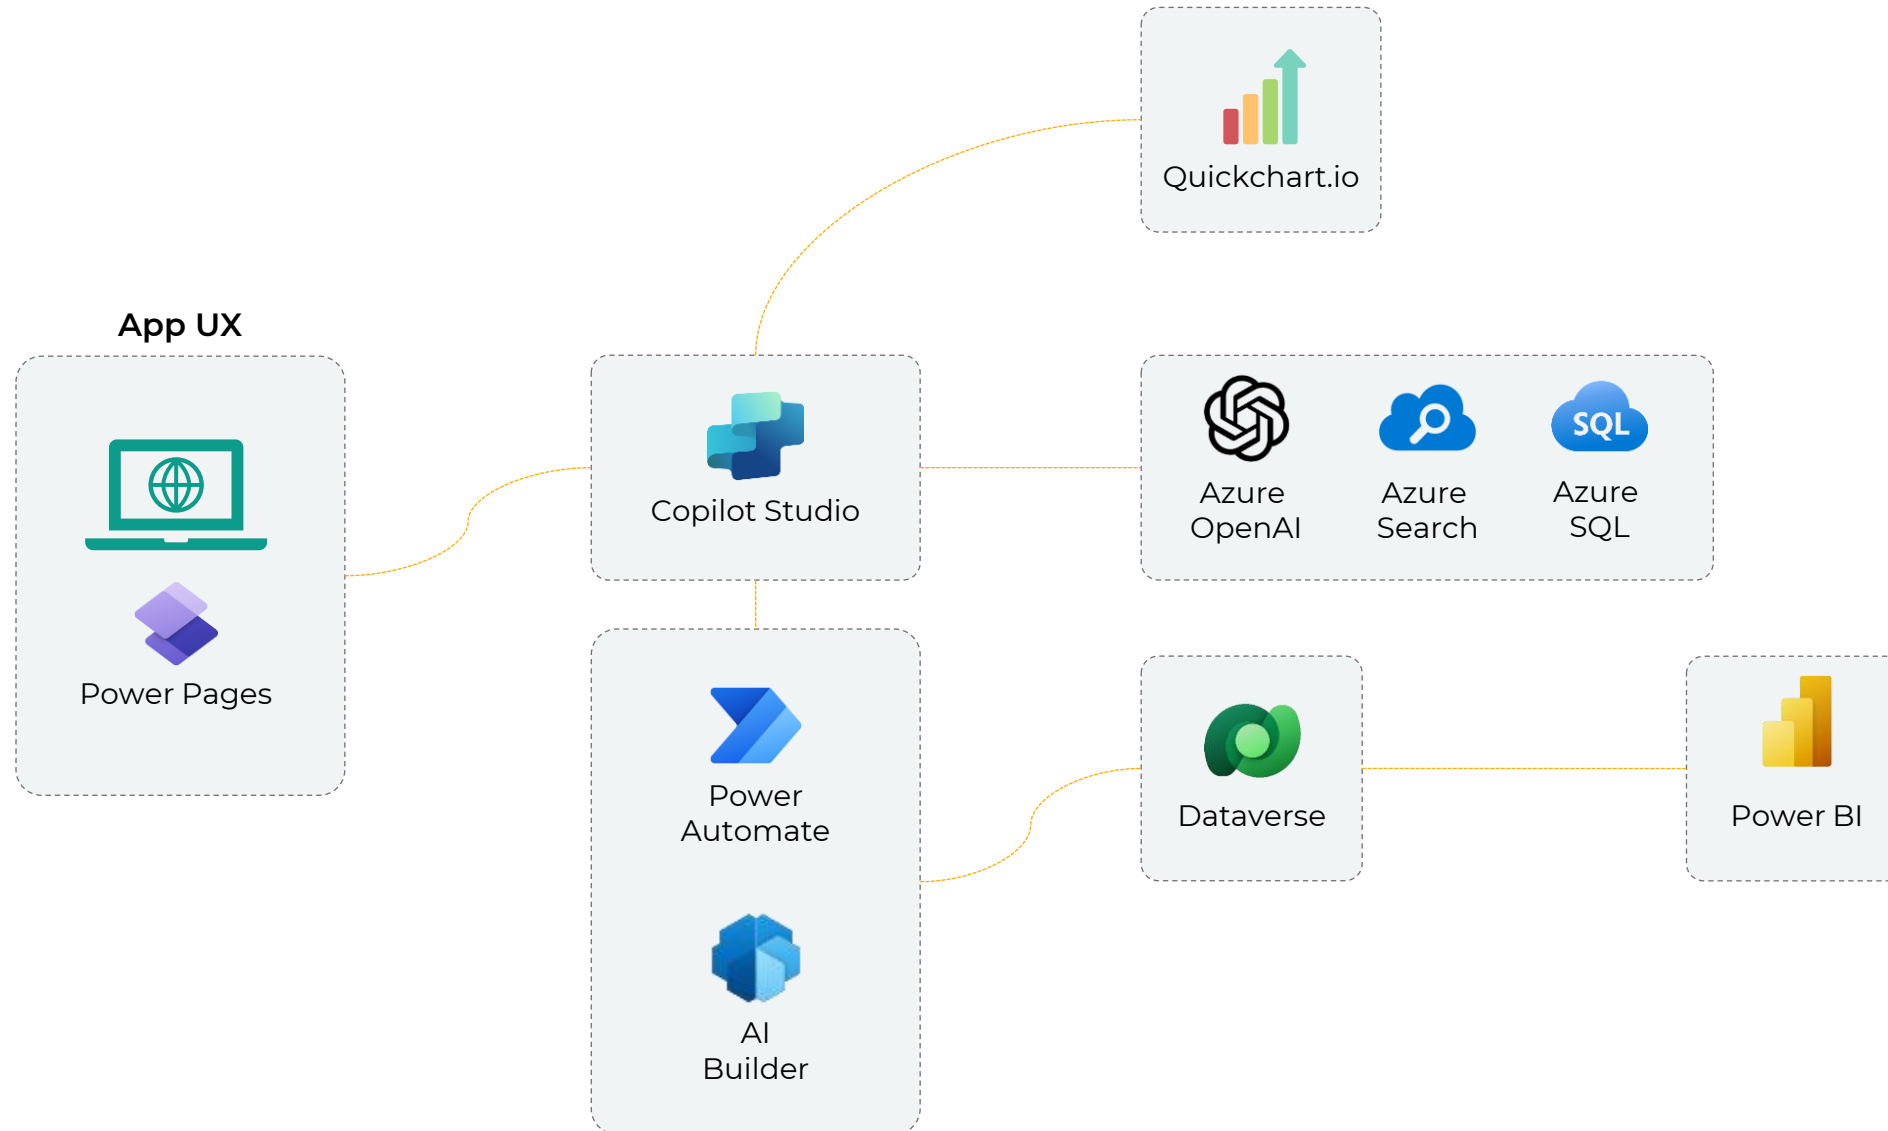 Quickchart.io
App UX
Power Pages
Copilot Studio
Azure
OpenAI
Azure
Search
SQL
Azure
SQL
Power
Automate
AI
Builder
Dataverse
Power BI